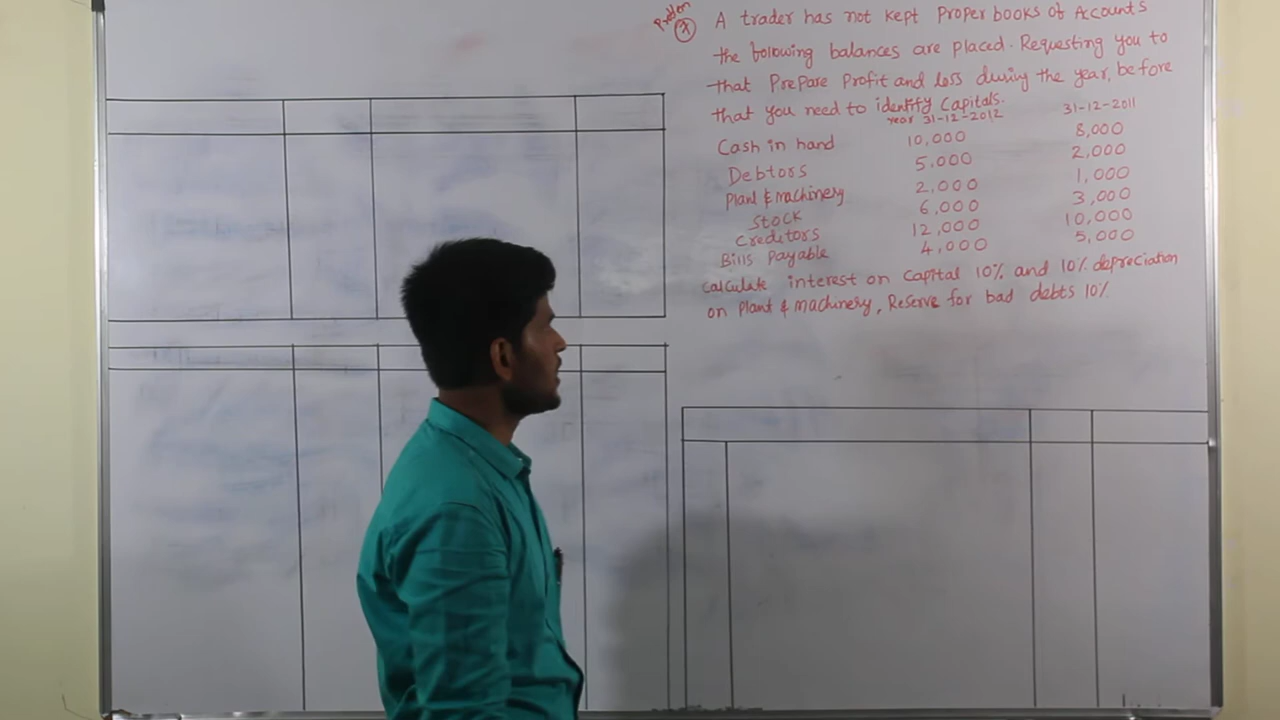 Problem
7 A trader has not kept Proper books of Accounts
the following balances are placed. Requesting you to
that Prepare Profit and loss during the year, before
that you need to identify Capitals.
year 31-12-2012 31-12-2011
Cash in hand 10,000 8,000
Debtors 5,000 2,000
Plant & machinery 2,000 1,000
Stock 6,000 3,000
Creditors 12,000 10,000
Bills Payable 4,000 5,000
Calculate interest on Capital 10% and 10% depreciation
on Plant & machinery, Reserve for bad debts 10%